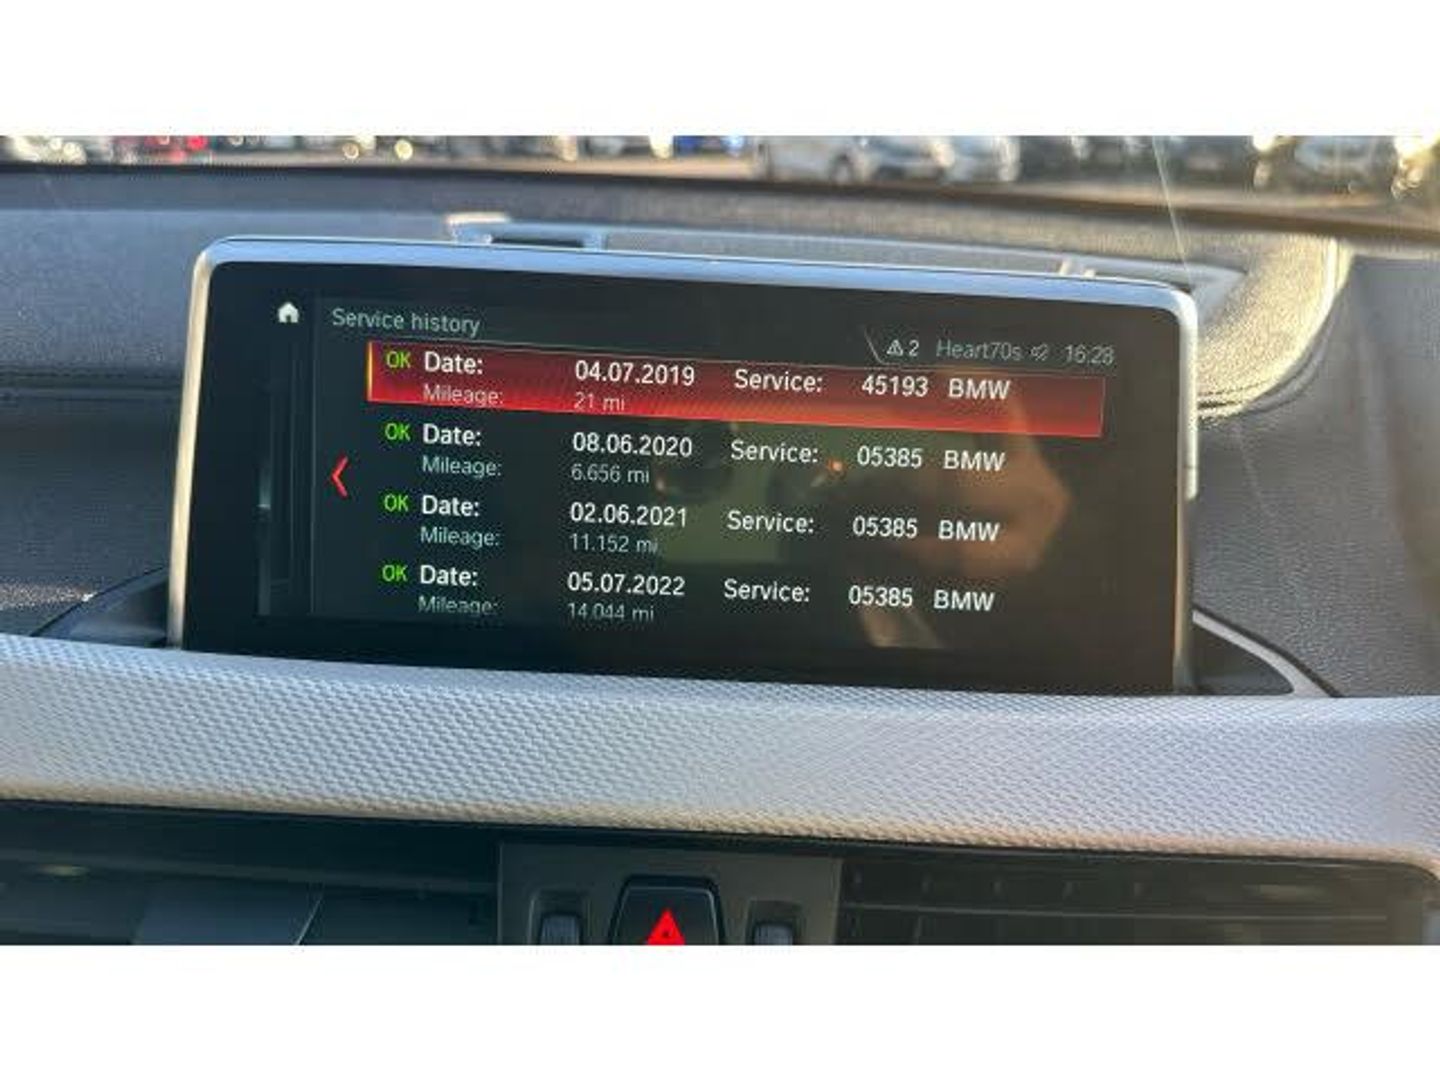 Service history
2 Heart70s 16:28
OK Date: 04.07.2019 Service: 45193 BMW
Mileage: 21 mi
OK Date: 08.06.2020 Service: 05385 BMW
Mileage: 6.656 mi
OK Date: 02.06.2021 Service: 05385 BMW
Mileage: 11.152 mi
OK Date: 05.07.2022 Service: 05385 BMW
Mileage: 14.044 mi